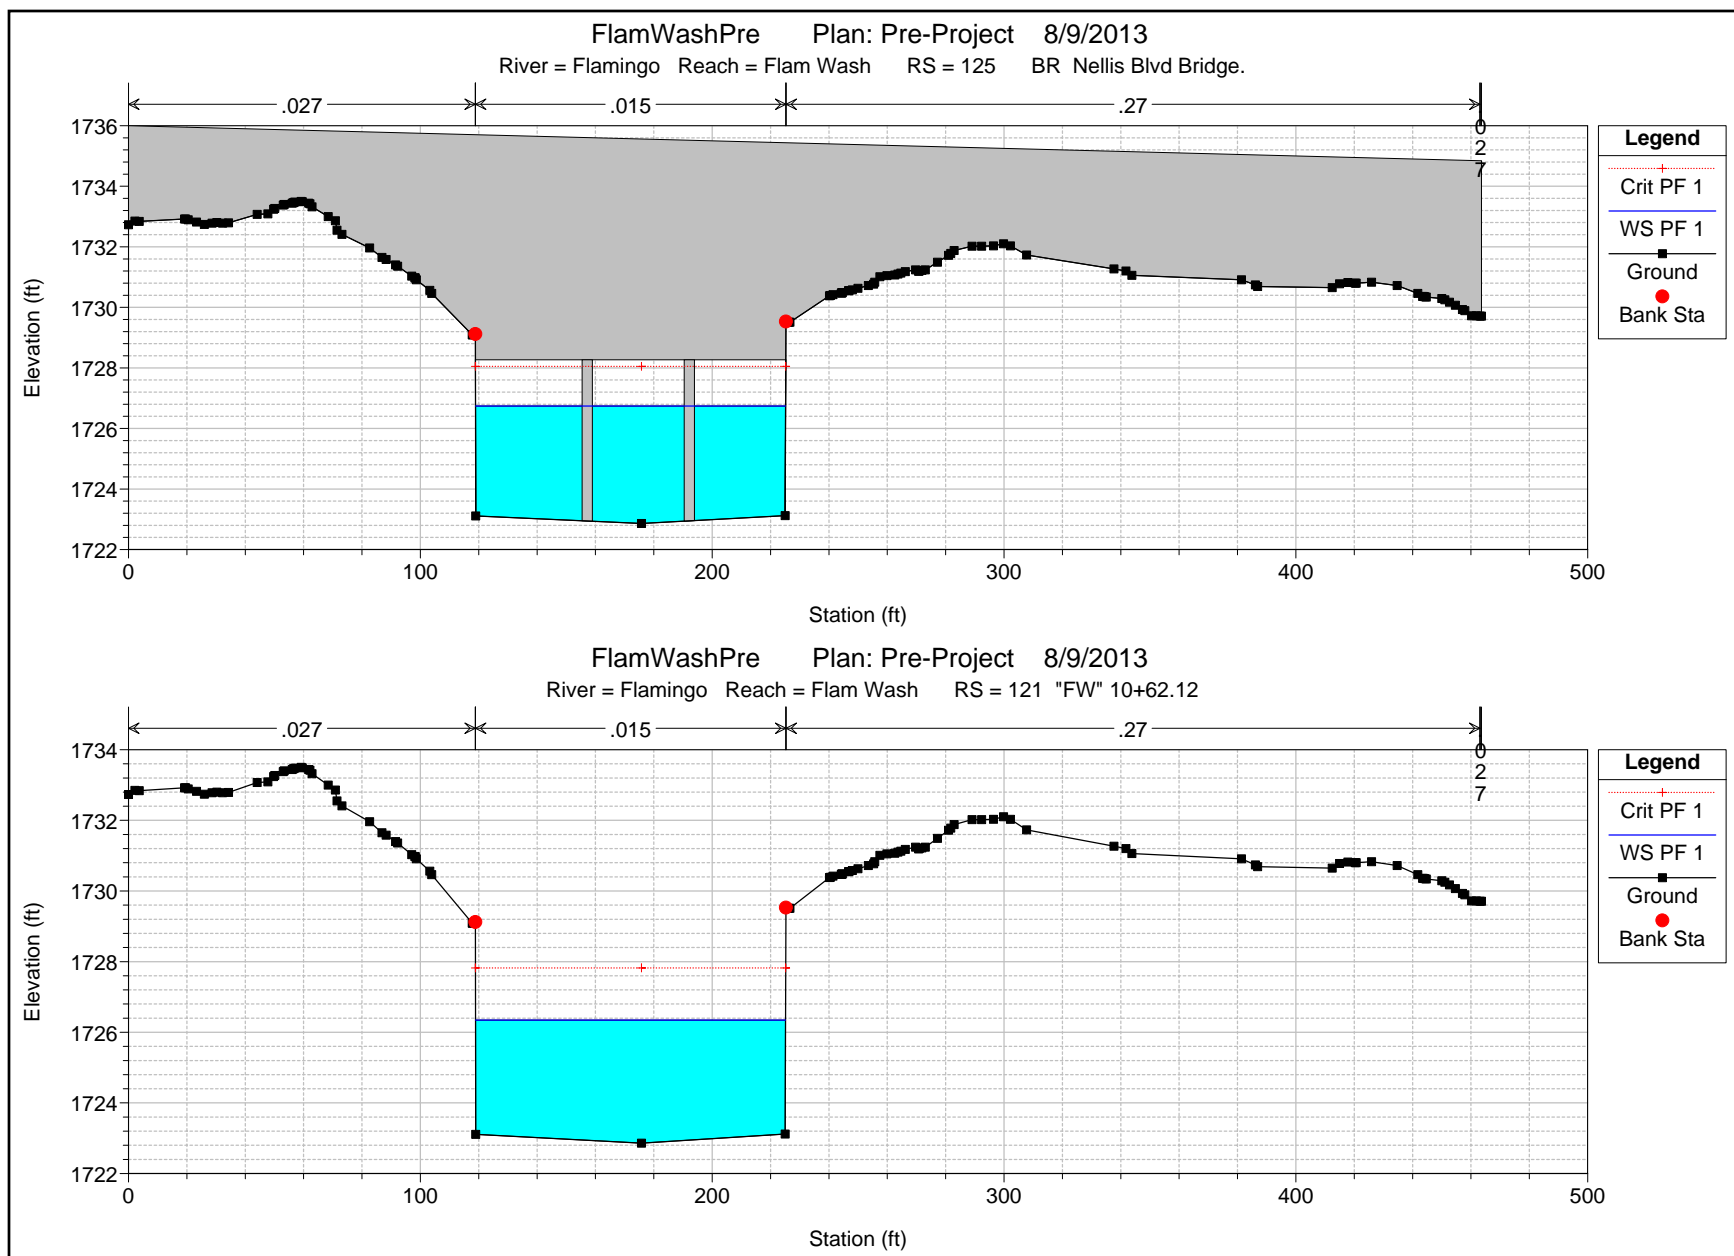 FlamWashPre Plan: Pre-Project 8/9/2013
River = Flamingo Reach = Flam Wash RS = 125 BR Nellis Blvd Bridge.
.027 .015 .27
0
2
7
1736
1734
1732
1730
1728
1726
1724
1722
Elevation (ft)
0 100 200 300 400 500
Station (ft)
Legend
Crit PF 1
WS PF 1
Ground
Bank Sta
FlamWashPre Plan: Pre-Project 8/9/2013
River = Flamingo Reach = Flam Wash RS = 121 "FW" 10+62.12
.027 .015 .27
0
2
7
1734
1732
1730
1728
1726
1724
1722
Elevation (ft)
0 100 200 300 400 500
Station (ft)
Legend
Crit PF 1
WS PF 1
Ground
Bank Sta